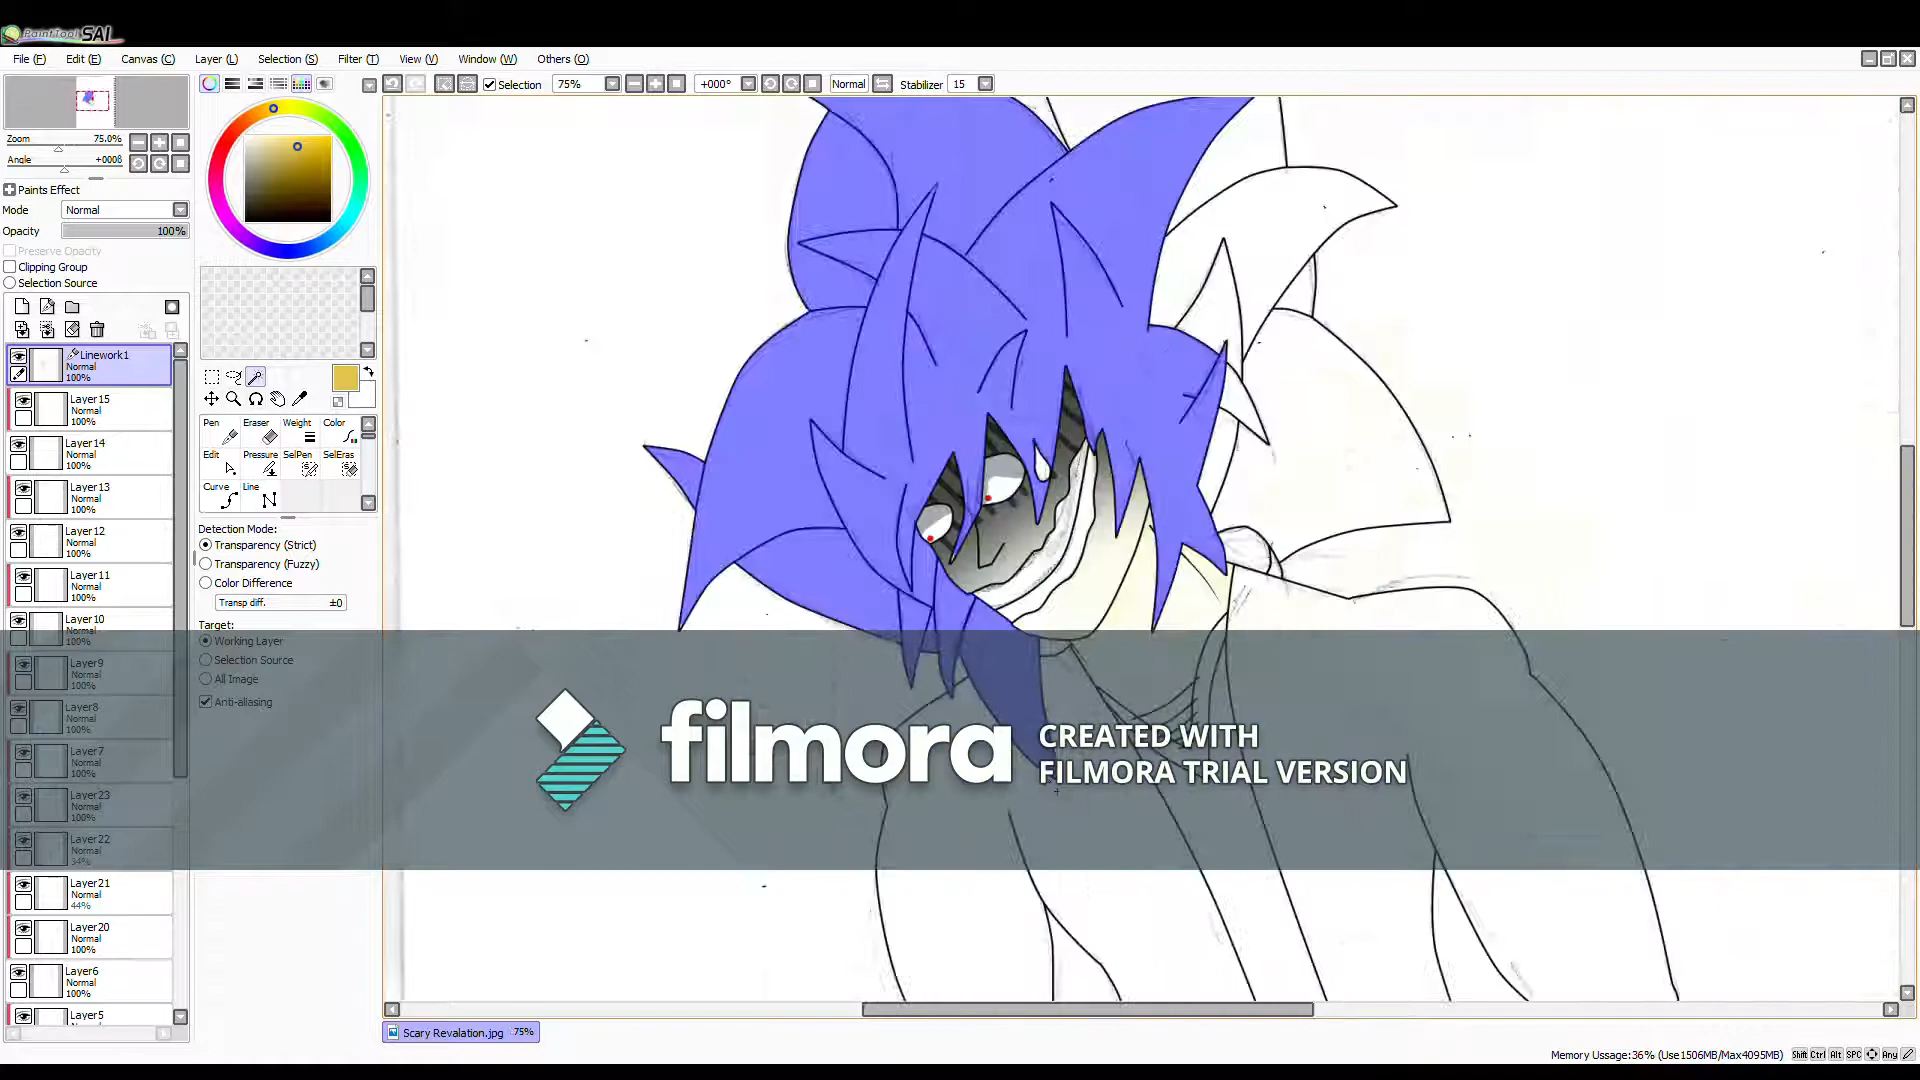 PaintTool SAI
File (F) Edit (E) Canvas (C) Layer (L) Selection (S) Filter (T) View (V) Window (W) Others (O)
Selection 75% +000° Normal Stabilizer 15
Zoom 75.0%
Angle +000ß
Paints Effect
Mode Normal
Opacity 100%
Preserve Opacity
Clipping Group
Selection Source
Linework1
Normal
100%
Layer15
Normal
100%
Layer14
Normal
100%
Layer13
Normal
100%
Layer12
Normal
100%
Layer11
Normal
100%
Layer10
Normal
100%
Layer9
Normal
100%
Layer8
Normal
100%
Layer7
Normal
100%
Layer23
Normal
100%
Layer22
Normal
34%
Layer21
Normal
44%
Layer20
Normal
100%
Layer6
Normal
100%
Layer5
Pen Eraser Weight Color
Edit Pressure SelPen SelEras
Curve Line
Detection Mode:
Transparency (Strict)
Transparency (Fuzzy)
Color Difference
Transp diff. ±0
Target:
Working Layer
Selection Source
All Image
Anti-aliasing
filmora
CREATED WITH
FILMORA TRIAL VERSION
Scary Revalation.jpg 75%
Memory Ussage:36% (Use1506MB/Max4095MB) Shift Ctrl Alt SPC Any